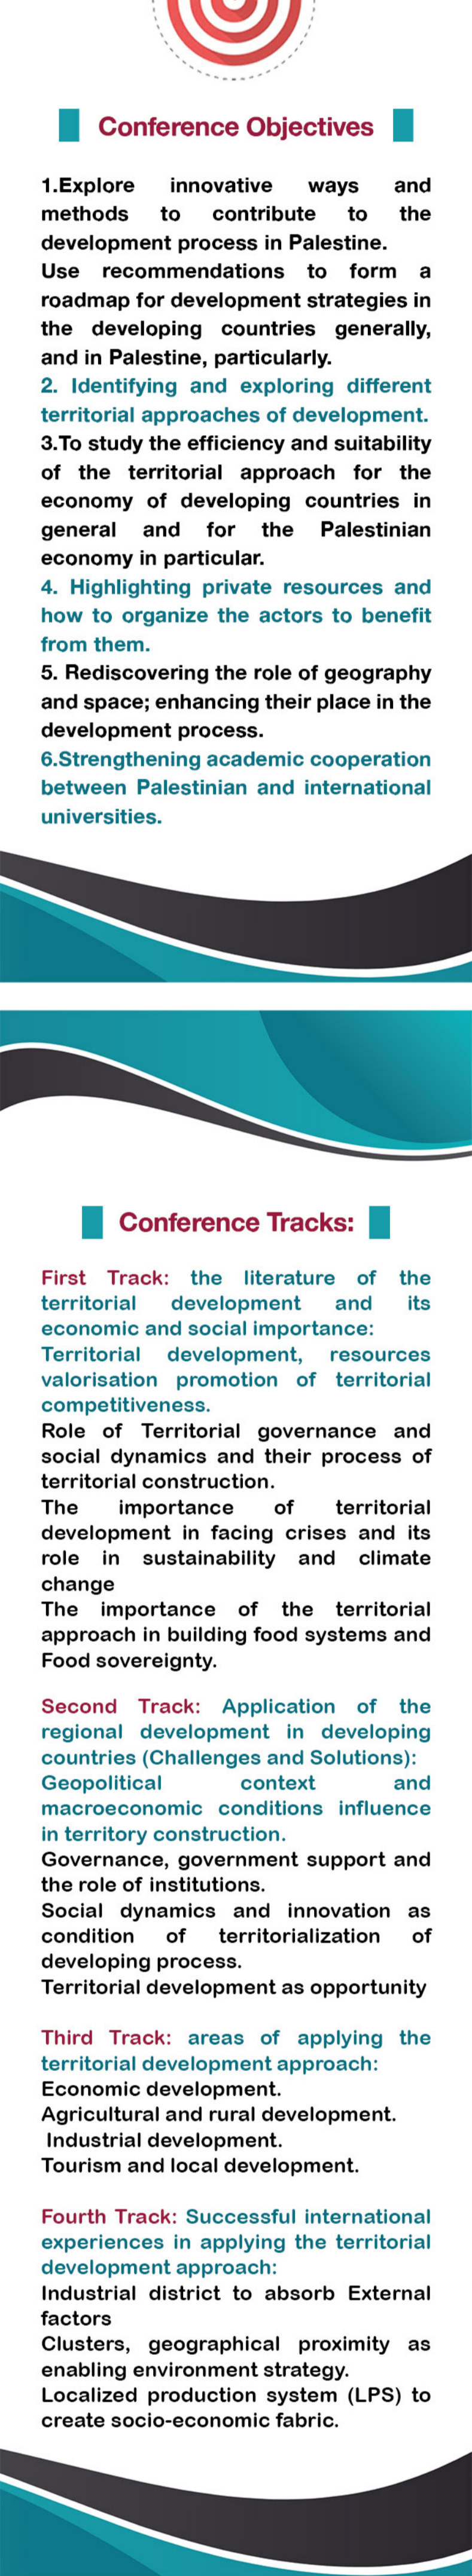 Conference Objectives
1.Explore innovative ways and
methods to contribute to the
development process in Palestine.
Use recommendations to form a
roadmap for development strategies in
the developing countries generally,
and in Palestine, particularly.
2. Identifying and exploring different
territorial approaches of development.
3.To study the efficiency and suitability
of the territorial approach for the
economy of developing countries in
general and for the Palestinian
economy in particular.
4. Highlighting private resources and
how to organize the actors to benefit
from them.
5. Rediscovering the role of geography
and space; enhancing their place in the
development process.
6.Strengthening academic cooperation
between Palestinian and international
universities.
Conference Tracks:
First Track: the literature of the
territorial development and its
economic and social importance:
Territorial development, resources
valorisation promotion of territorial
competitiveness.
Role of Territorial governance and
social dynamics and their process of
territorial construction.
The importance of territorial
development in facing crises and its
role in sustainability and climate
change
The importance of the territorial
approach in building food systems and
Food sovereignty.
Second Track: Application of the
regional development in developing
countries (Challenges and Solutions):
Geopolitical context and
macroeconomic conditions influence
in territory construction.
Governance, government support and
the role of institutions.
Social dynamics and innovation as
condition of territorialization of
developing process.
Territorial development as opportunity
Third Track: areas of applying the
territorial development approach:
Economic development.
Agricultural and rural development.
Industrial development.
Tourism and local development.
Fourth Track: Successful international
experiences in applying the territorial
development approach:
Industrial district to absorb External
factors
Clusters, geographical proximity as
enabling environment strategy.
Localized production system (LPS) to
create socio-economic fabric.